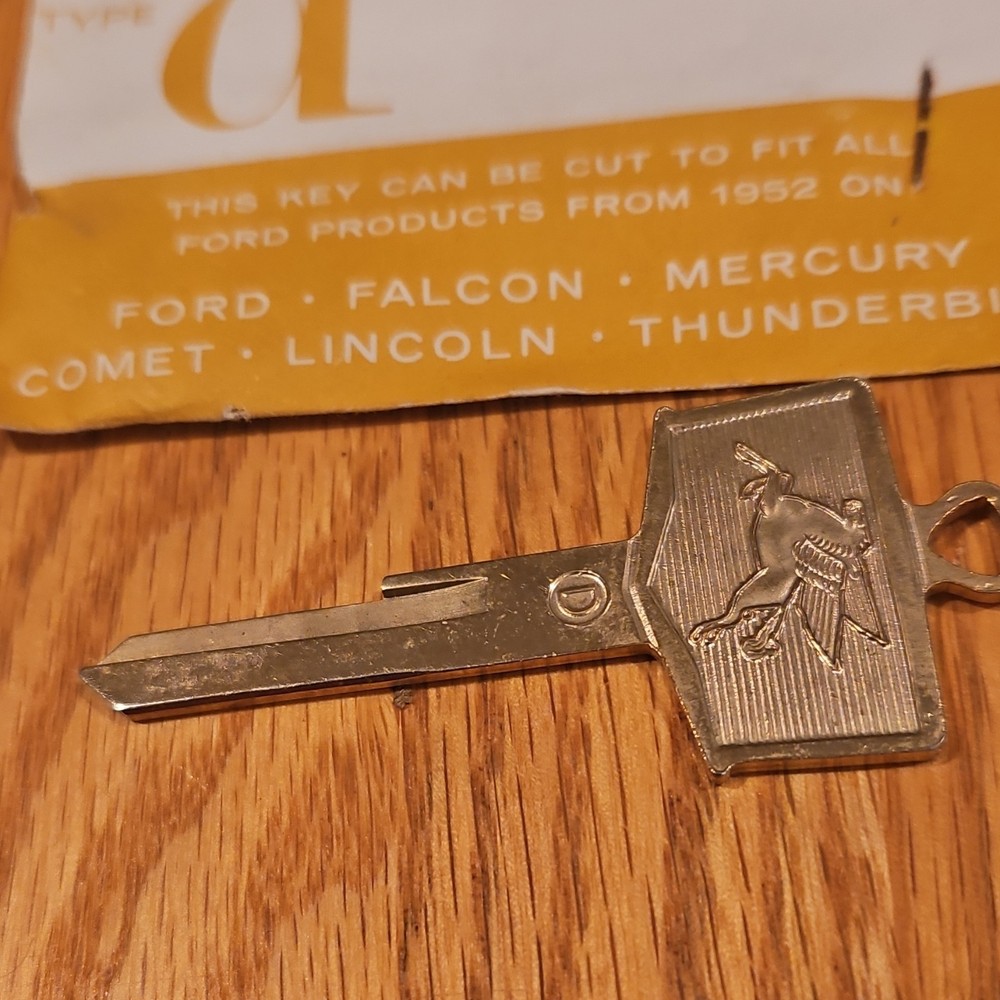 TYPE
a
THIS KEY CAN BE CUT TO FIT ALL
FORD PRODUCTS FROM 1952 ON
FORD · FALCON · MERCURY
COMET · LINCOLN · THUNDERBI
D